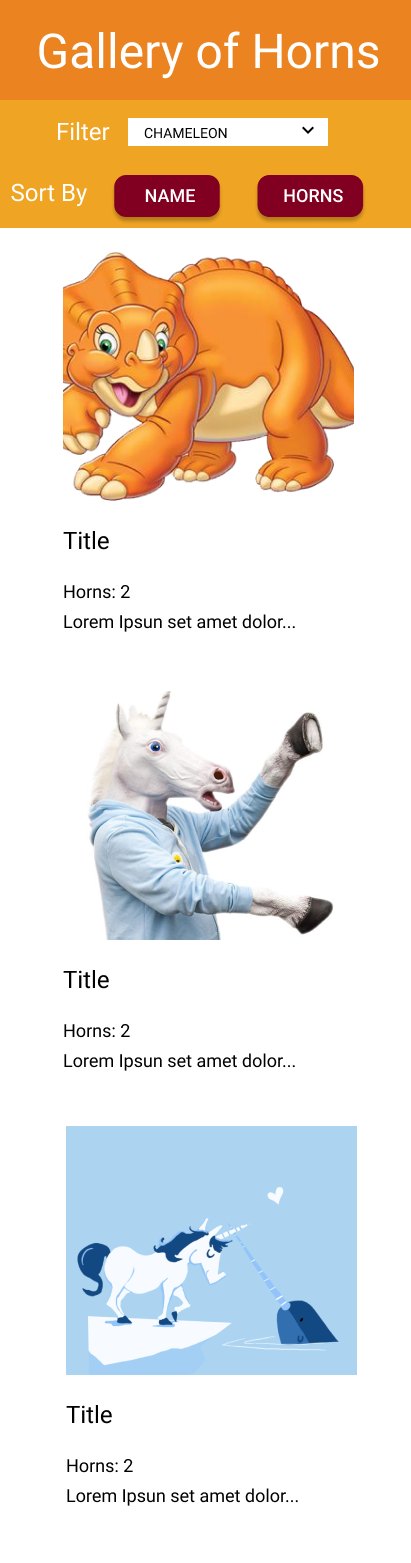 Gallery of Horns
Filter CHAMELEON
Sort By NAME HORNS
Title
Horns: 2
Lorem Ipsun set amet dolor...
Title
Horns: 2
Lorem Ipsun set amet dolor...
Title
Horns: 2
Lorem Ipsun set amet dolor...